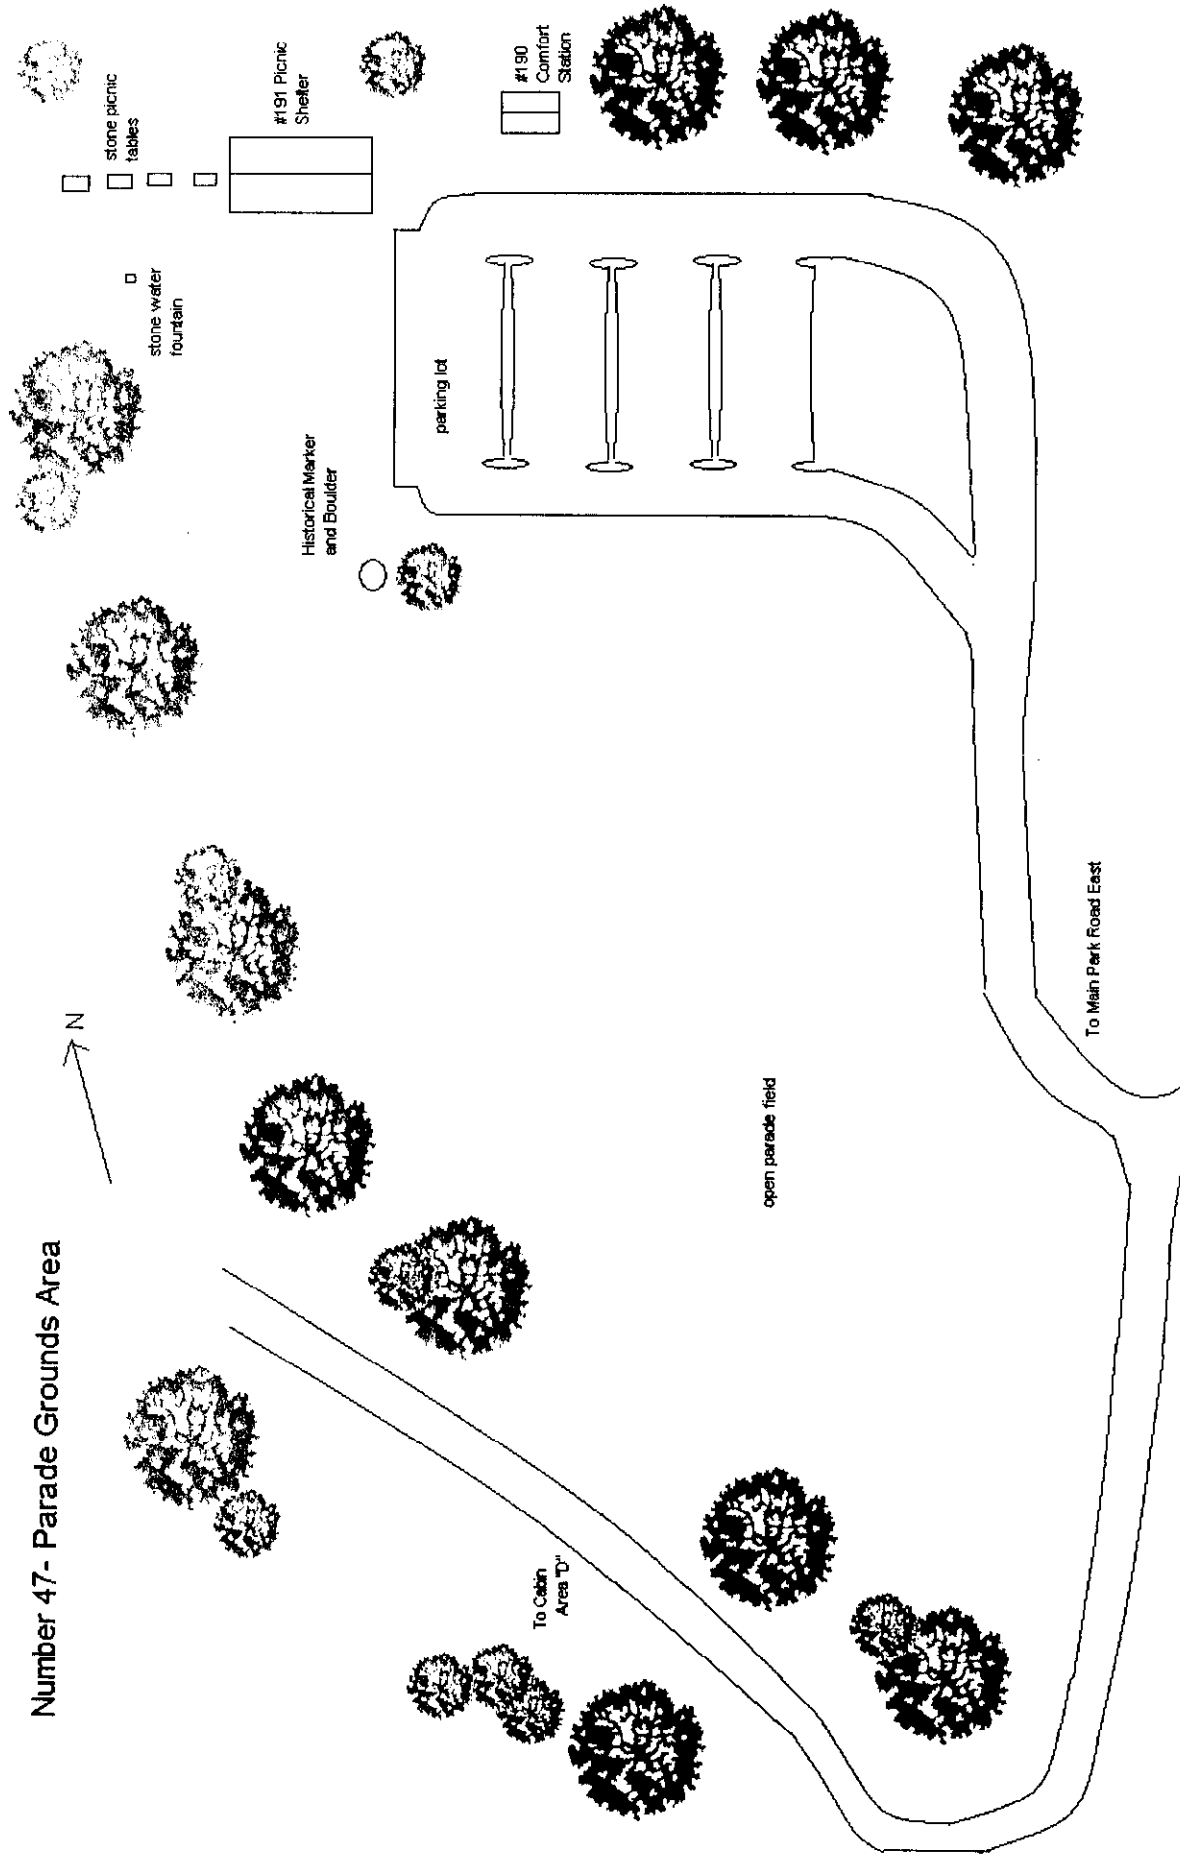 Number 47- Parade Grounds Area
N
stone picnic
tables
#191 Picnic
Shelter
#190
Comfort
Station
stone water
fountain
Historical Marker
and Boulder
parking lot
open parade field
To Cabin
Area "D"
To Main Park Road East